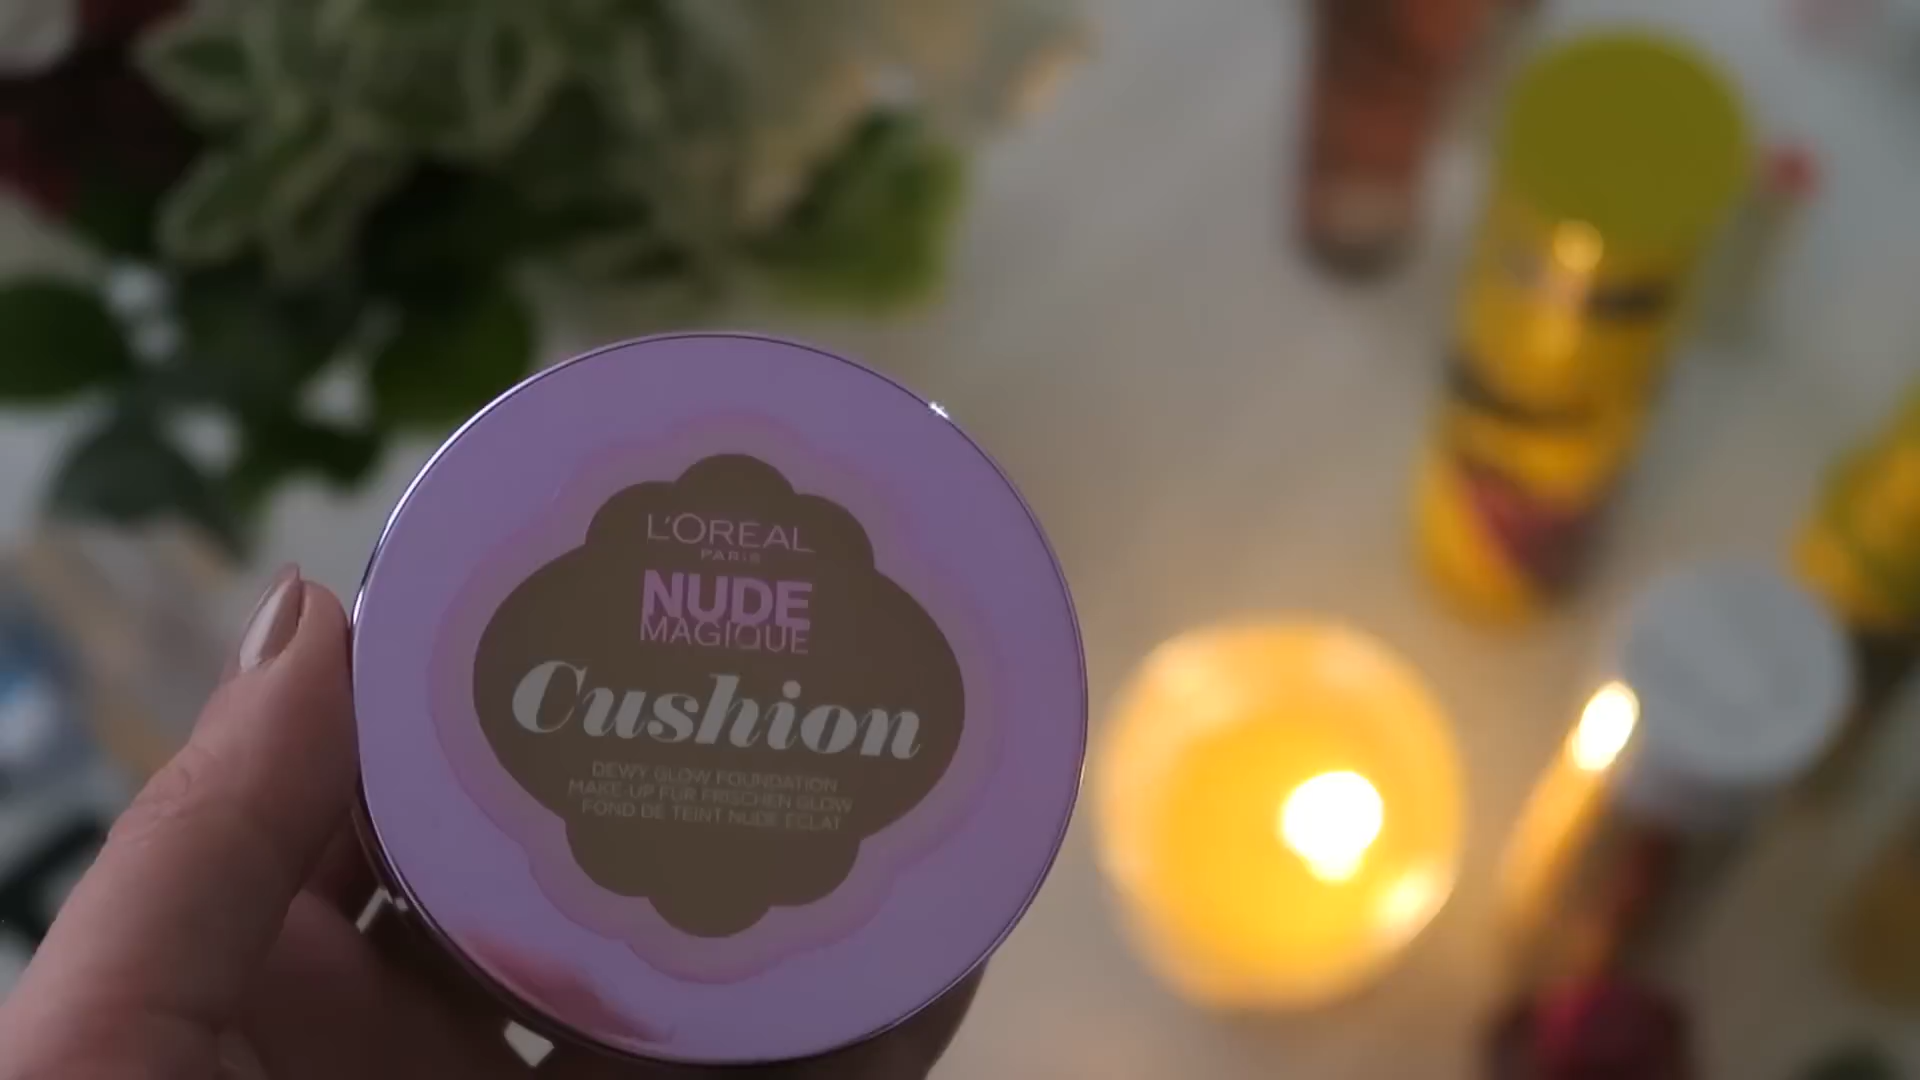 L'ORÉAL
PARIS
NUDE
MAGIQUE
Cushion
DEWY GLOW FOUNDATION
MAKE-UP FÜR FRISCHEN GLOW
FOND DE TEINT NUDE ÉCLAT